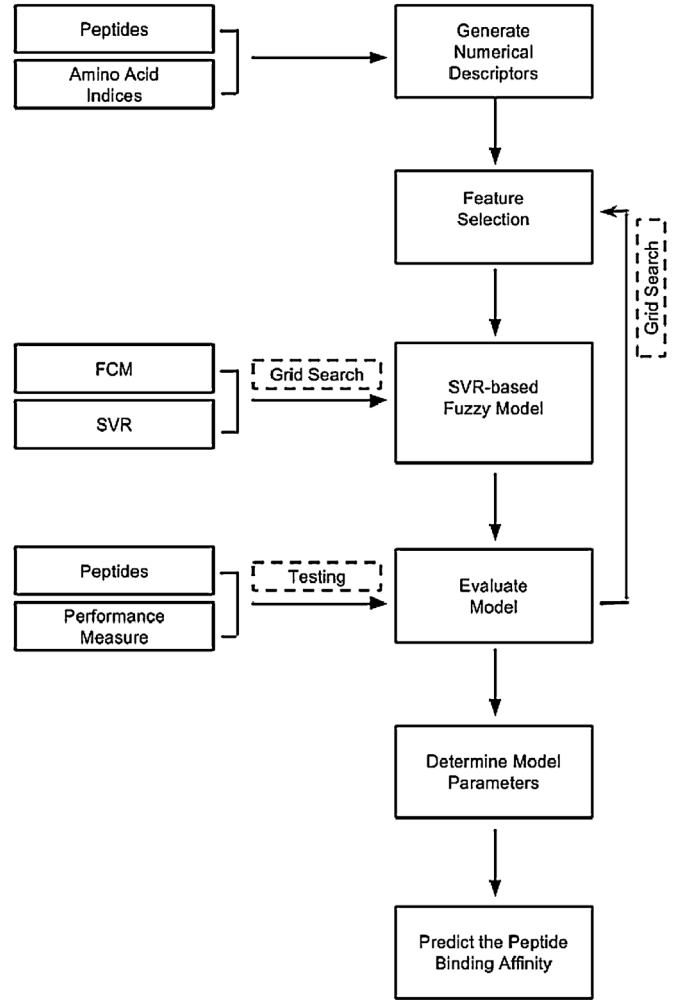 Peptides
Amino Acid
Indices
Generate
Numerical
Descriptors
Feature
Selection
Grid Search
FCM
SVR
Grid Search
SVR-based
Fuzzy Model
Peptides
Performance
Measure
Testing
Evaluate
Model
Determine Model
Parameters
Predict the Peptide
Binding Affinity